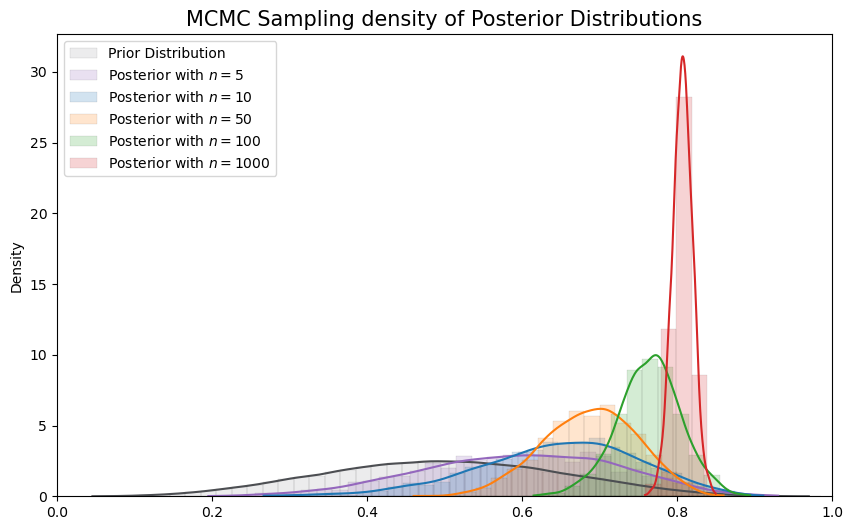 MCMC Sampling density of Posterior Distributions
Prior Distribution
Posterior with n = 5
Posterior with n = 10
Posterior with n = 50
Posterior with n = 100
Posterior with n = 1000
Density
30
25
20
15
10
5
0
0.0 0.2 0.4 0.6 0.8 1.0